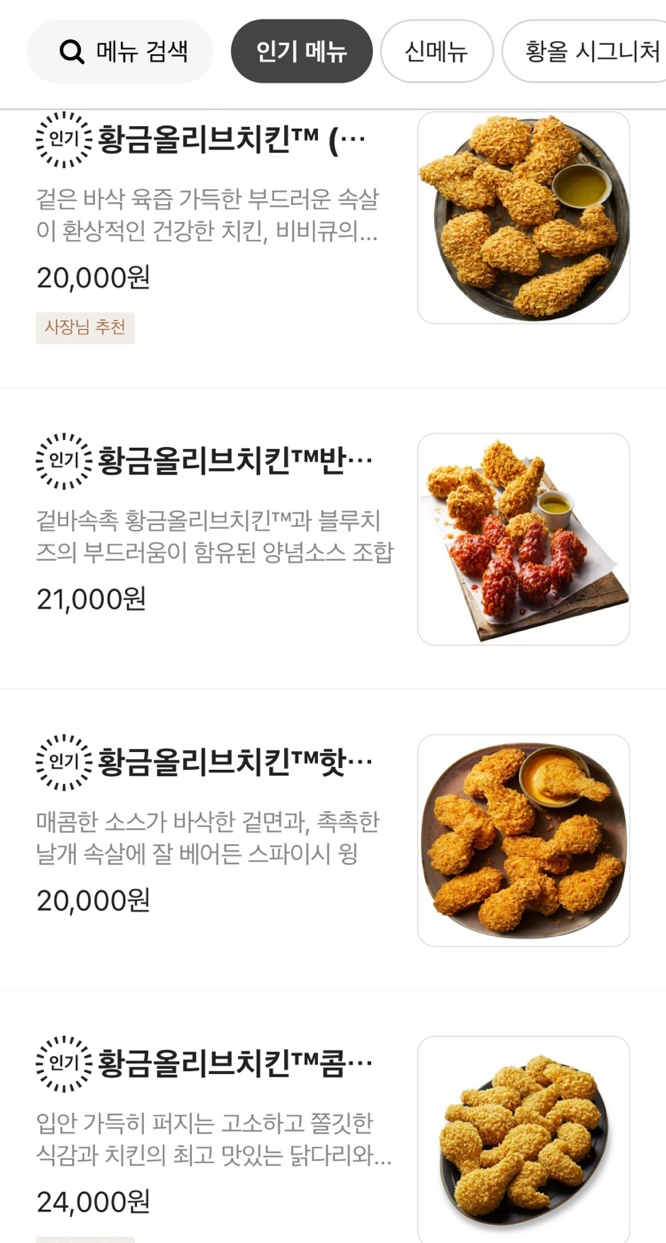 메뉴 검색
인기 메뉴
신메뉴
황올 시그니처
인기 황금올리브치킨™ (…
겉은 바삭 육즙 가득한 부드러운 속살
이 환상적인 건강한 치킨, 비비큐의…
20,000원
사장님 추천
인기 황금올리브치킨™반…
겉바속촉 황금올리브치킨™과 블루치
즈의 부드러움이 함유된 양념소스 조합
21,000원
인기 황금올리브치킨™핫…
매콤한 소스가 바삭한 겉면과, 촉촉한
날개 속살에 잘 베어든 스파이시 윙
20,000원
인기 황금올리브치킨™콤…
입안 가득히 퍼지는 고소하고 쫄깃한
식감과 치킨의 최고 맛있는 닭다리와…
24,000원